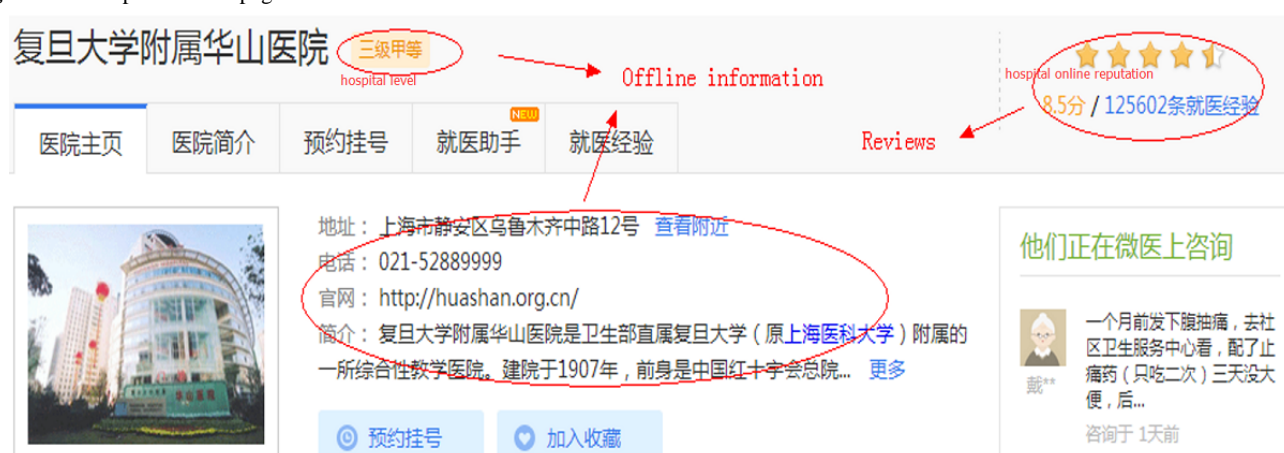 复旦大学附属华山医院 三级甲等
hospital level
Offline information
hospital online reputation
8.5分 / 125602条就医经验
Reviews
NEW
医院主页 医院简介 预约挂号 就医助手 就医经验
地址： 上海市静安区乌鲁木齐中路12号 查看附近
电话： 021-52889999
官网： http://huashan.org.cn/
简介： 复旦大学附属华山医院是卫生部直属复旦大学（原上海医科大学）附属的
一所综合性教学医院。建院于1907年，前身是中国红十字会总院... 更多
预约挂号 加入收藏
他们正在微医上咨询
一个月前发下腹抽痛，去社
区卫生服务中心看，配了止
痛药（只吃二次）三天没大
便，后...
戴**
咨询于 1天前
华山医院